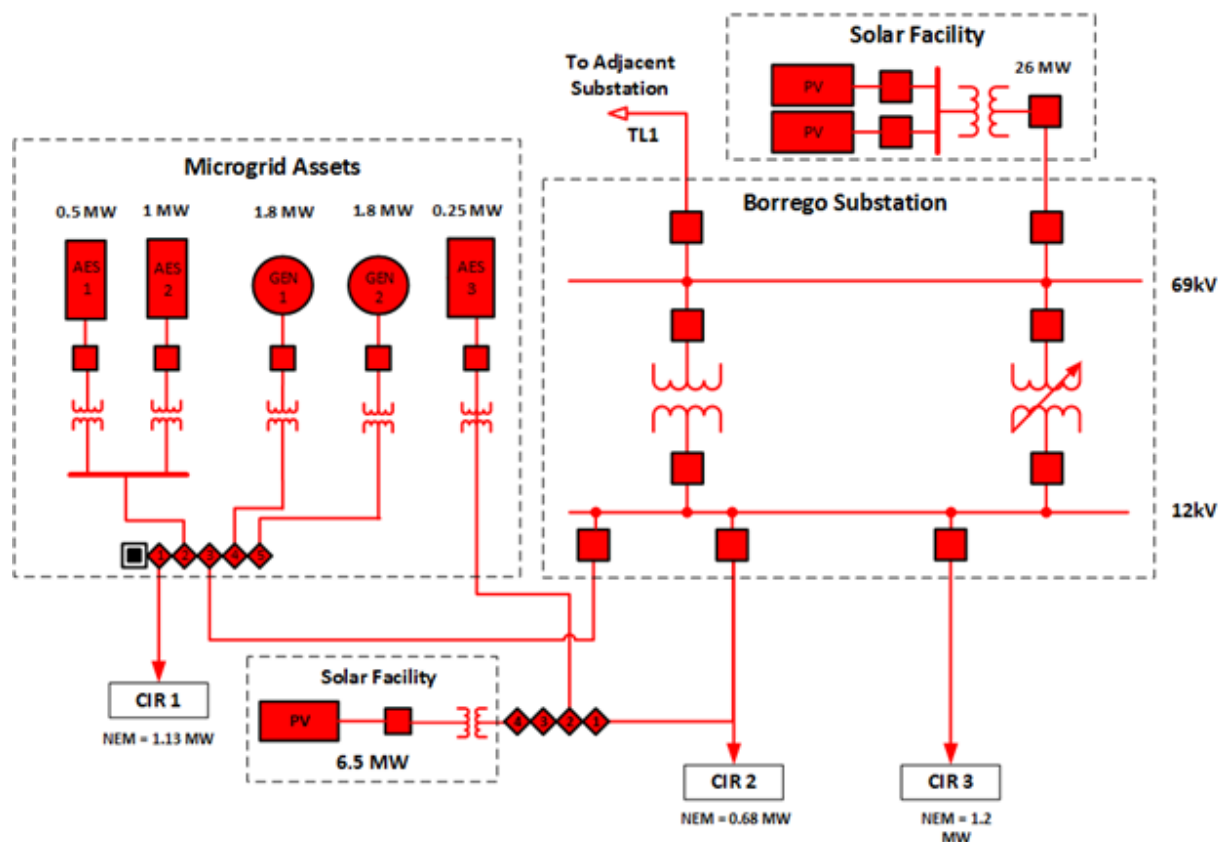 Solar Facility
26 MW
PV
PV
To Adjacent
Substation
TL1
Microgrid Assets
0.5 MW
1 MW
1.8 MW
1.8 MW
0.25 MW
AES
1
AES
2
GEN
1
GEN
2
AES
3
Borrego Substation
69kV
12kV
1
2
3
4
5
CIR 1
NEM = 1.13 MW
Solar Facility
PV
6.5 MW
4
3
2
1
CIR 2
NEM = 0.68 MW
CIR 3
NEM = 1.2
MW